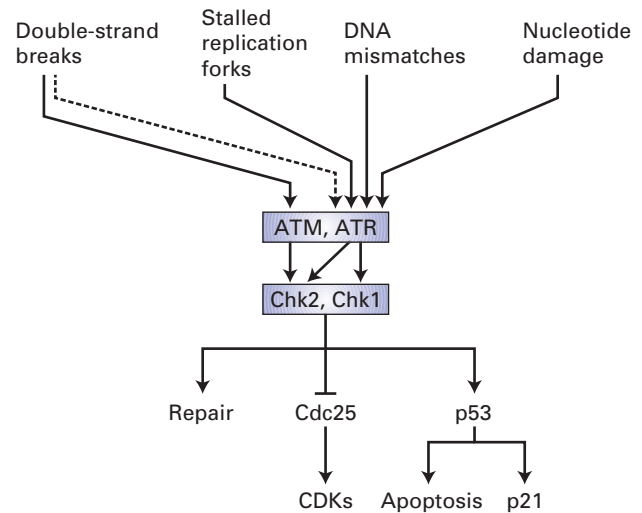 Double-strand
breaks
Stalled
replication
forks
DNA
mismatches
Nucleotide
damage
ATM, ATR
Chk2, Chk1
Repair
Cdc25
p53
CDKs
Apoptosis
p21